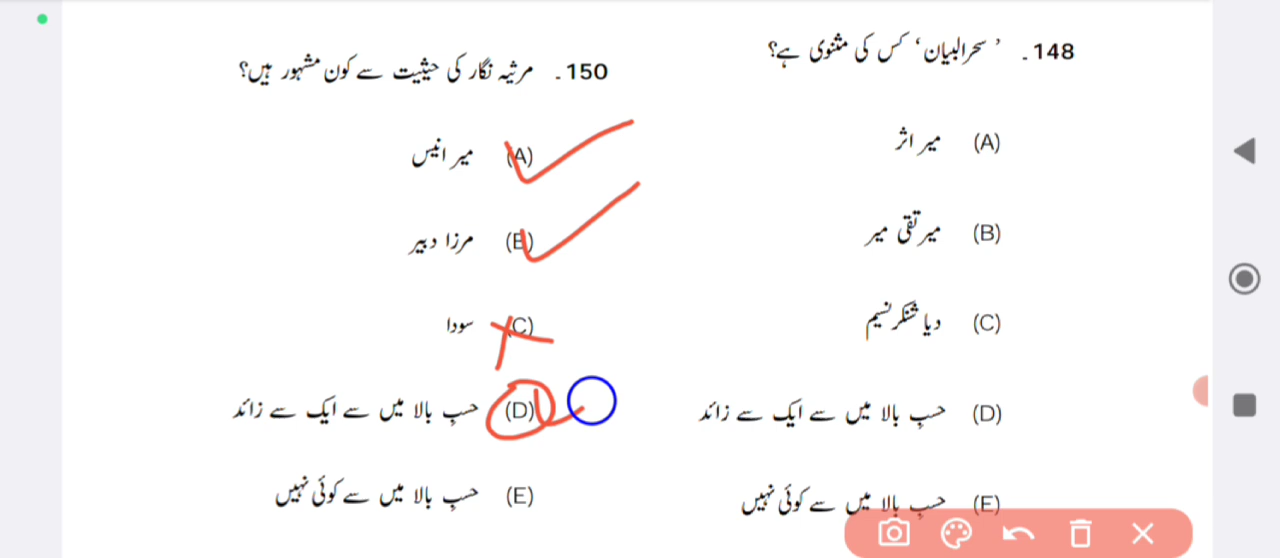 148. ’سحرالبیان‘ کس کی مثنوی ہے؟
(A) میر اثر
(B) میر تقی میر
(C) دیا شنکر نسیم
(D) حسبِ بالا میں سے ایک سے زائد
(E) حسبِ بالا میں سے کوئی نہیں
150. مرثیہ نگار کی حیثیت سے کون مشہور ہیں؟
(A) میر انیس
(B) مرزا دبیر
(C) سودا
(D) حسبِ بالا میں سے ایک سے زائد
(E) حسبِ بالا میں سے کوئی نہیں